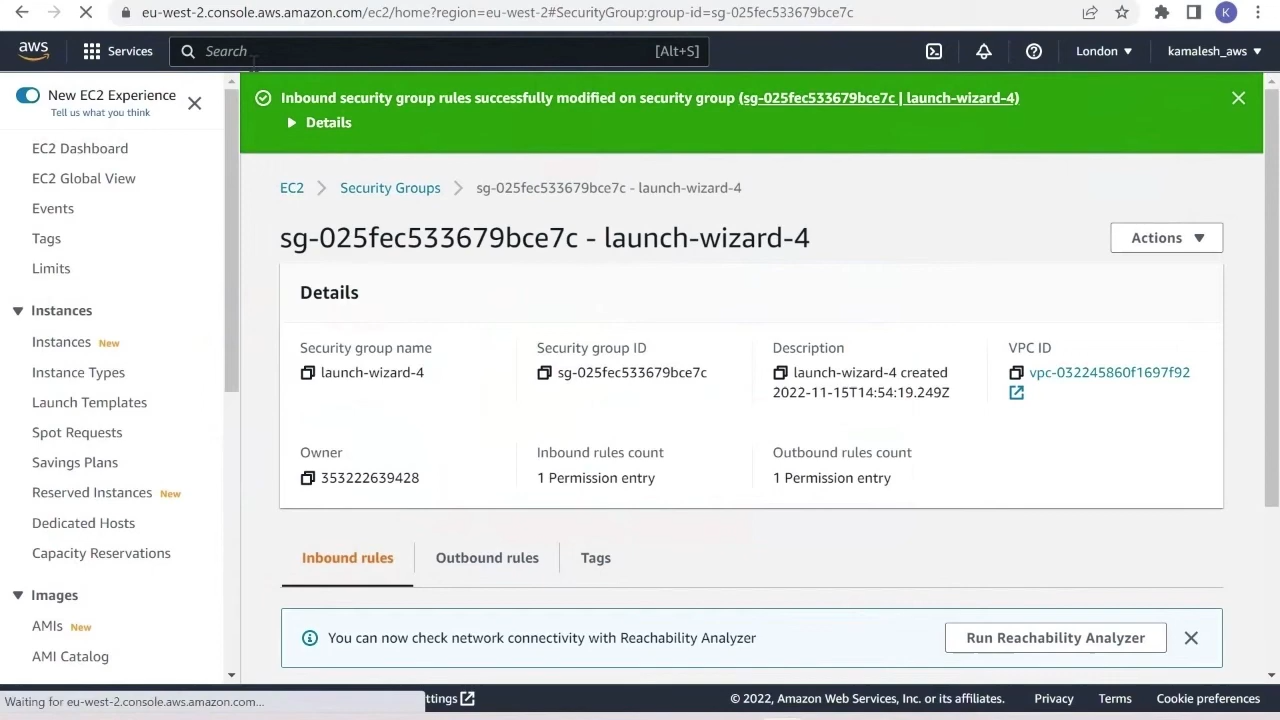 eu-west-2.console.aws.amazon.com/ec2/home?region=eu-west-2#SecurityGroup:group-id=sg-025fec533679bce7c
K
aws
Services
Search
[Alt+S]
London ▼
kamalesh_aws ▼
New EC2 Experience
Tell us what you think
EC2 Dashboard
EC2 Global View
Events
Tags
Limits
Instances
Instances New
Instance Types
Launch Templates
Spot Requests
Savings Plans
Reserved Instances New
Dedicated Hosts
Capacity Reservations
Images
AMIs New
AMI Catalog
Inbound security group rules successfully modified on security group (sg-025fec533679bce7c | launch-wizard-4)
Details
EC2 > Security Groups > sg-025fec533679bce7c - launch-wizard-4
sg-025fec533679bce7c - launch-wizard-4
Actions ▼
Details
Security group name
launch-wizard-4
Security group ID
sg-025fec533679bce7c
Description
launch-wizard-4 created
2022-11-15T14:54:19.249Z
VPC ID
vpc-032245860f1697f92
Owner
353222639428
Inbound rules count
1 Permission entry
Outbound rules count
1 Permission entry
Inbound rules
Outbound rules
Tags
You can now check network connectivity with Reachability Analyzer
Run Reachability Analyzer
Waiting for eu-west-2.console.aws.amazon.com...
ttings
© 2022, Amazon Web Services, Inc. or its affiliates.
Privacy
Terms
Cookie preferences